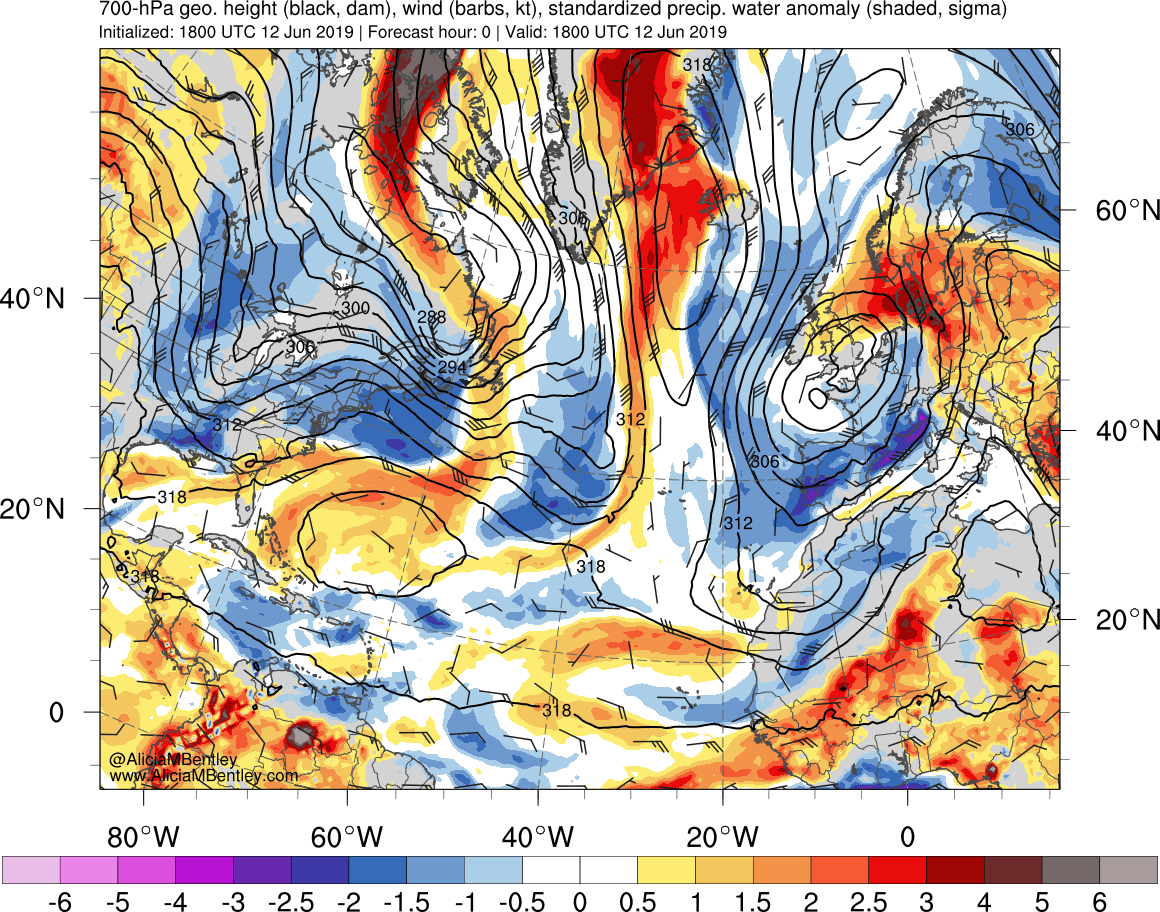 700-hPa geo. height (black, dam), wind (barbs, kt), standardized precip. water anomaly (shaded, sigma)
Initialized: 1800 UTC 12 Jun 2019 | Forecast hour: 0 | Valid: 1800 UTC 12 Jun 2019
318
306
60°N
306
40°N
300
288
306
294
312
312
40°N
306
318
20°N
312
318
318
20°N
0
318
@AliciaMBentley
www.AliciaMBentley.com
80°W 60°W 40°W 20°W 0
-6 -5 -4 -3 -2.5 -2 -1.5 -1 -0.5 0 0.5 1 1.5 2 2.5 3 4 5 6